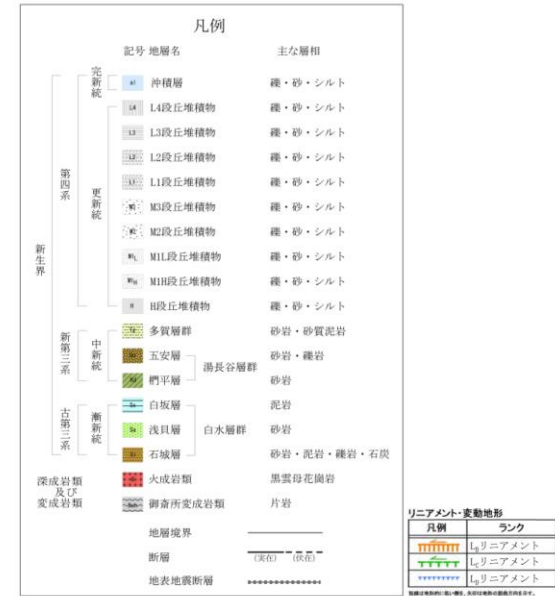 凡例
記号 地層名 主な層相
新生界
第四系
完新統
al 沖積層 礫・砂・シルト
更新統
L4 L4段丘堆積物 礫・砂・シルト
L3 L3段丘堆積物 礫・砂・シルト
L2 L2段丘堆積物 礫・砂・シルト
L1 L1段丘堆積物 礫・砂・シルト
M3 M3段丘堆積物 礫・砂・シルト
M2 M2段丘堆積物 礫・砂・シルト
M1L M1L段丘堆積物 礫・砂・シルト
M1H M1H段丘堆積物 礫・砂・シルト
H H段丘堆積物 礫・砂・シルト
新第三系
中新統
多賀層群 砂岩・砂質泥岩
五安層 砂岩・礫岩
湯長谷層群
椚平層 砂岩
古第三系
漸新統
白坂層 泥岩
浅貝層 白水層群 砂岩
石城層 砂岩・泥岩・礫岩・石炭
深成岩類
及び
変成岩類
火成岩類 黒雲母花崗岩
御斎所変成岩類 片岩
地層境界
断層 (実在) (伏在)
地表地震断層
リニアメント・変動地形
凡例 ランク
LBリニアメント
LCリニアメント
LDリニアメント